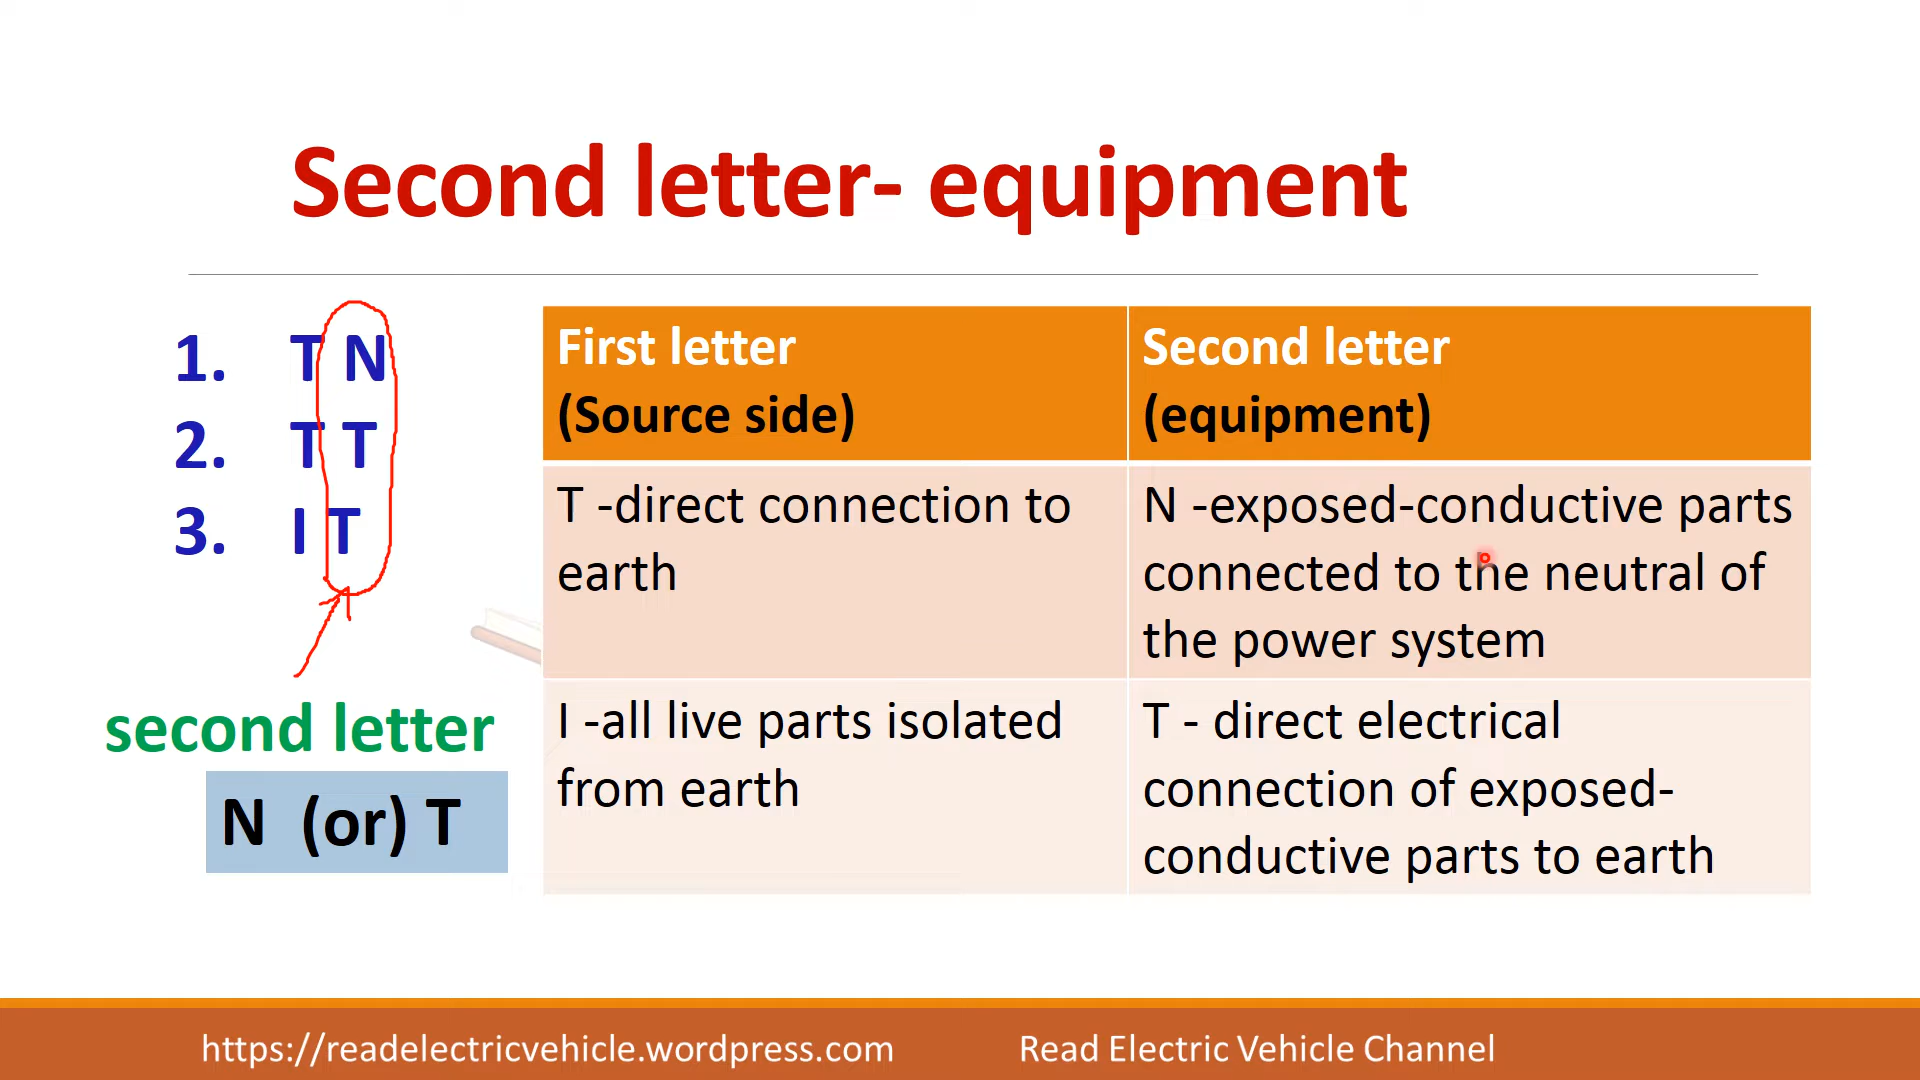 Second letter- equipment
1. T N
2. T T
3. I T
second letter
N (or) T
First letter
(Source side)
Second letter
(equipment)
T -direct connection to
earth
N -exposed-conductive parts
connected to the neutral of
the power system
I -all live parts isolated
from earth
T - direct electrical
connection of exposed-
conductive parts to earth
https://readelectricvehicle.wordpress.com
Read Electric Vehicle Channel